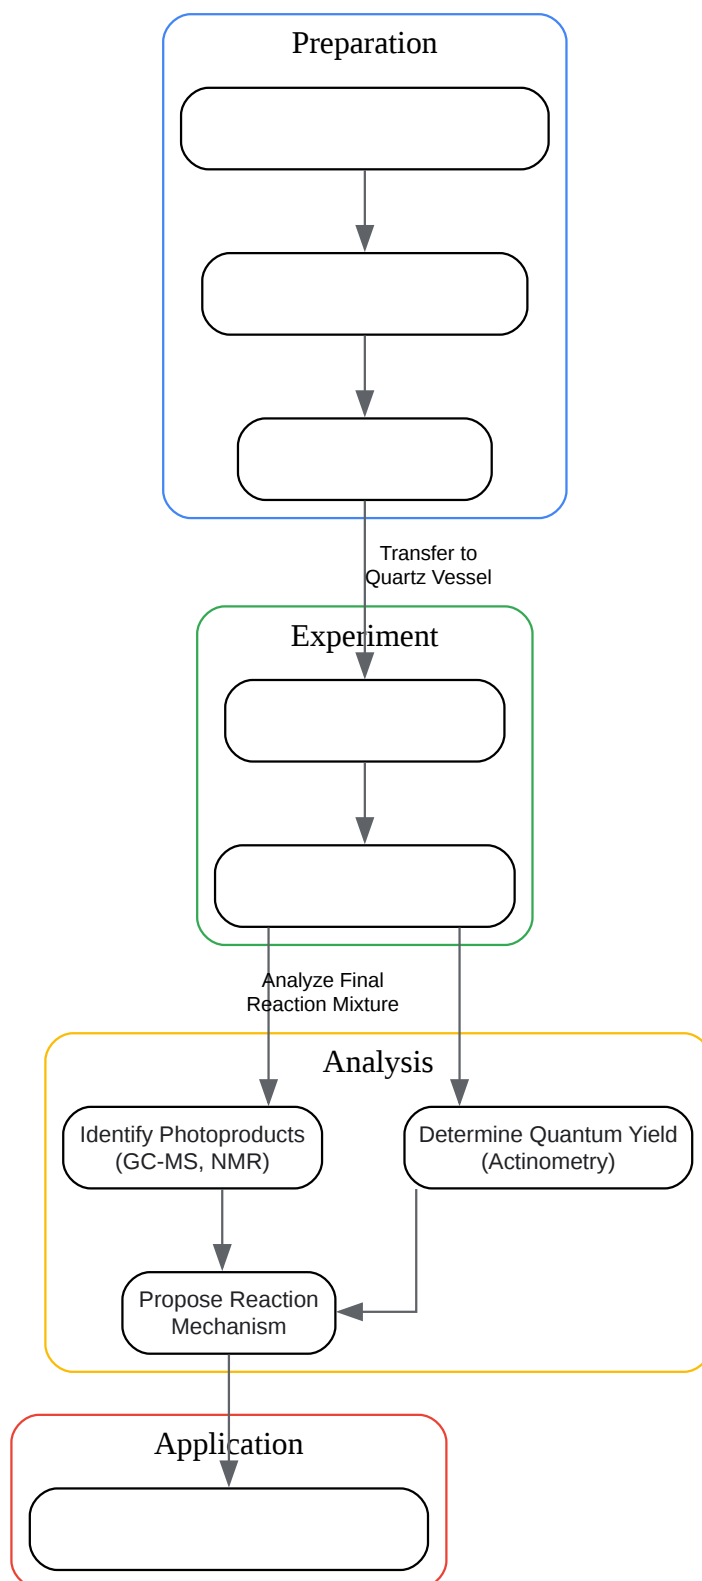 Preparation
Transfer to
Quartz Vessel
Experiment
Analyze Final
Reaction Mixture
Analysis
Identify Photoproducts
(GC-MS, NMR)
Determine Quantum Yield
(Actinometry)
Propose Reaction
Mechanism
Application